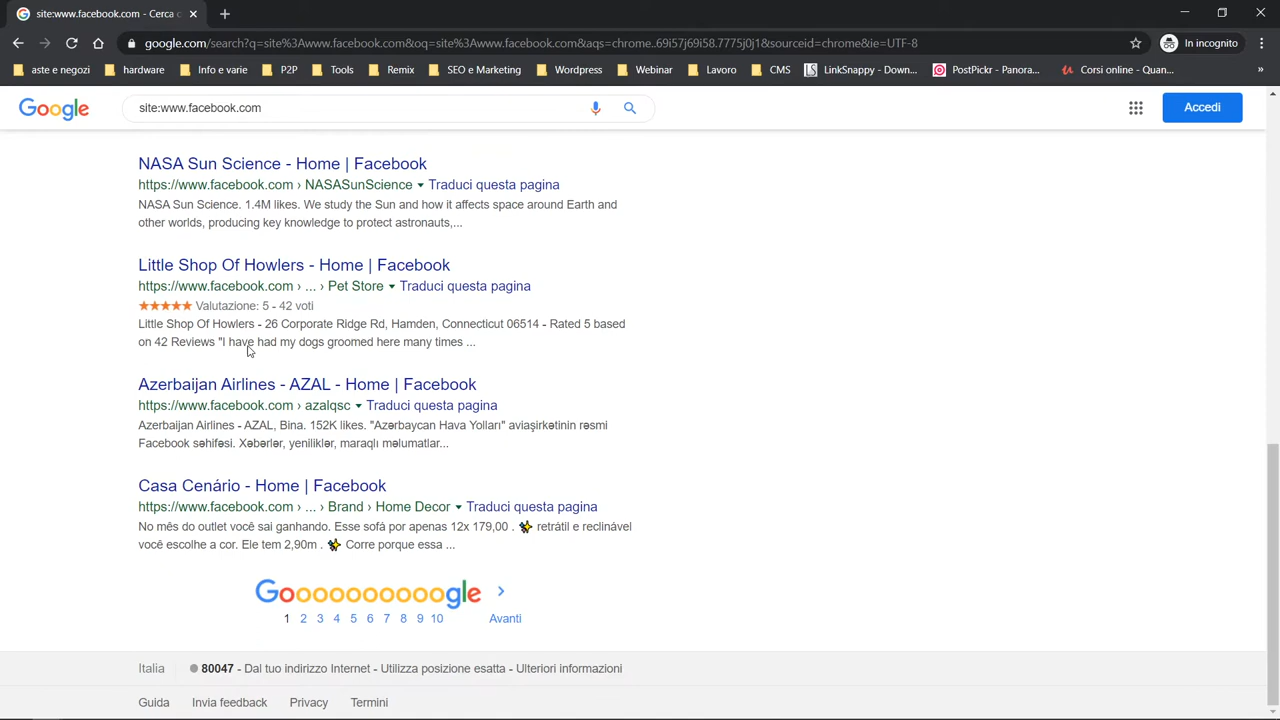 site:www.facebook.com - Cerca c
google.com/search?q=site%3Awww.facebook.com&oq=site%3Awww.facebook.com&aqs=chrome..69i57j69i58.7775j0j1&sourceid=chrome&ie=UTF-8
In incognito
aste e negozi
hardware
Info e varie
P2P
Tools
Remix
SEO e Marketing
Wordpress
Webinar
Lavoro
CMS
LinkSnappy - Down...
PostPickr - Panora...
Corsi online - Quan...
»
Google
site:www.facebook.com
Accedi
NASA Sun Science - Home | Facebook
https://www.facebook.com › NASASunScience Traduci questa pagina
NASA Sun Science. 1.4M likes. We study the Sun and how it affects space around Earth and
other worlds, producing key knowledge to protect astronauts,...
Little Shop Of Howlers - Home | Facebook
https://www.facebook.com › ... › Pet Store Traduci questa pagina
★★★★★ Valutazione: 5 - 42 voti
Little Shop Of Howlers - 26 Corporate Ridge Rd, Hamden, Connecticut 06514 - Rated 5 based
on 42 Reviews "I have had my dogs groomed here many times ...
Azerbaijan Airlines - AZAL - Home | Facebook
https://www.facebook.com › azalqsc Traduci questa pagina
Azerbaijan Airlines - AZAL, Bina. 152K likes. "Azərbaycan Hava Yolları" aviaşirkətinin rəsmi
Facebook səhifəsi. Xəbərlər, yeniliklər, maraqlı məlumatlar...
Casa Cenário - Home | Facebook
https://www.facebook.com › ... › Brand › Home Decor Traduci questa pagina
No mês do outlet você sai ganhando. Esse sofá por apenas 12x 179,00 . ✨ retrátil e reclinável
você escolhe a cor. Ele tem 2,90m . ✨ Corre porque essa ...
Goooooooooogle
1 2 3 4 5 6 7 8 9 10 Avanti
Italia 80047 - Dal tuo indirizzo Internet - Utilizza posizione esatta - Ulteriori informazioni
Guida Invia feedback Privacy Termini